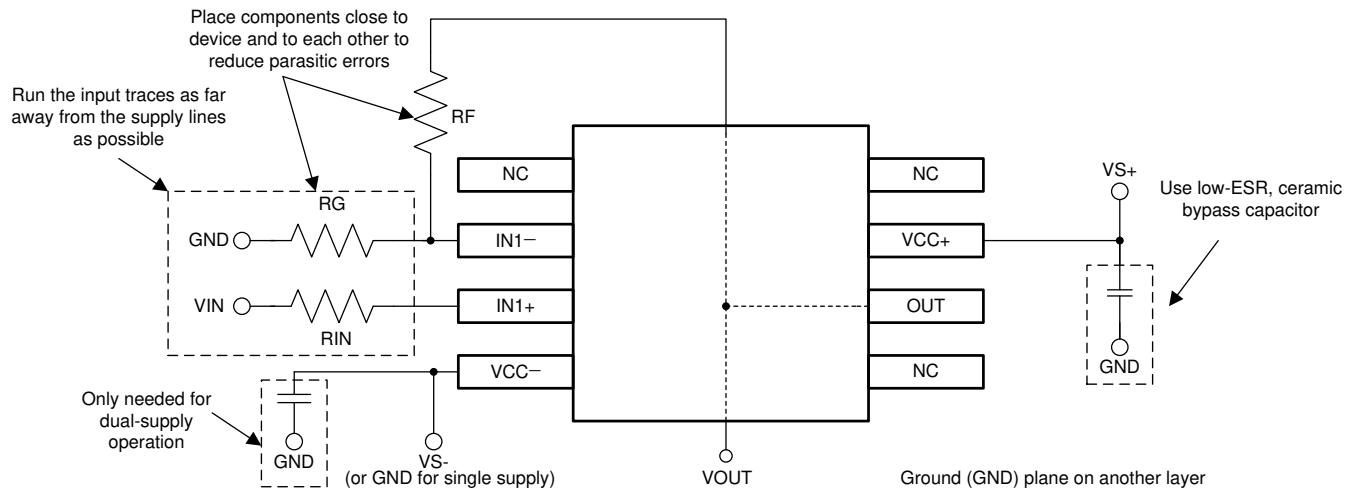 Place components close to
device and to each other to
reduce parasitic errors
Run the input traces as far
away from the supply lines
as possible
RF
NC
NC
VS+
Use low-ESR, ceramic
bypass capacitor
RG
GND
IN1−
VCC+
VIN
IN1+
OUT
RIN
VCC−
NC
GND
Only needed for
dual-supply
operation
GND
VS-
(or GND for single supply)
VOUT
Ground (GND) plane on another layer